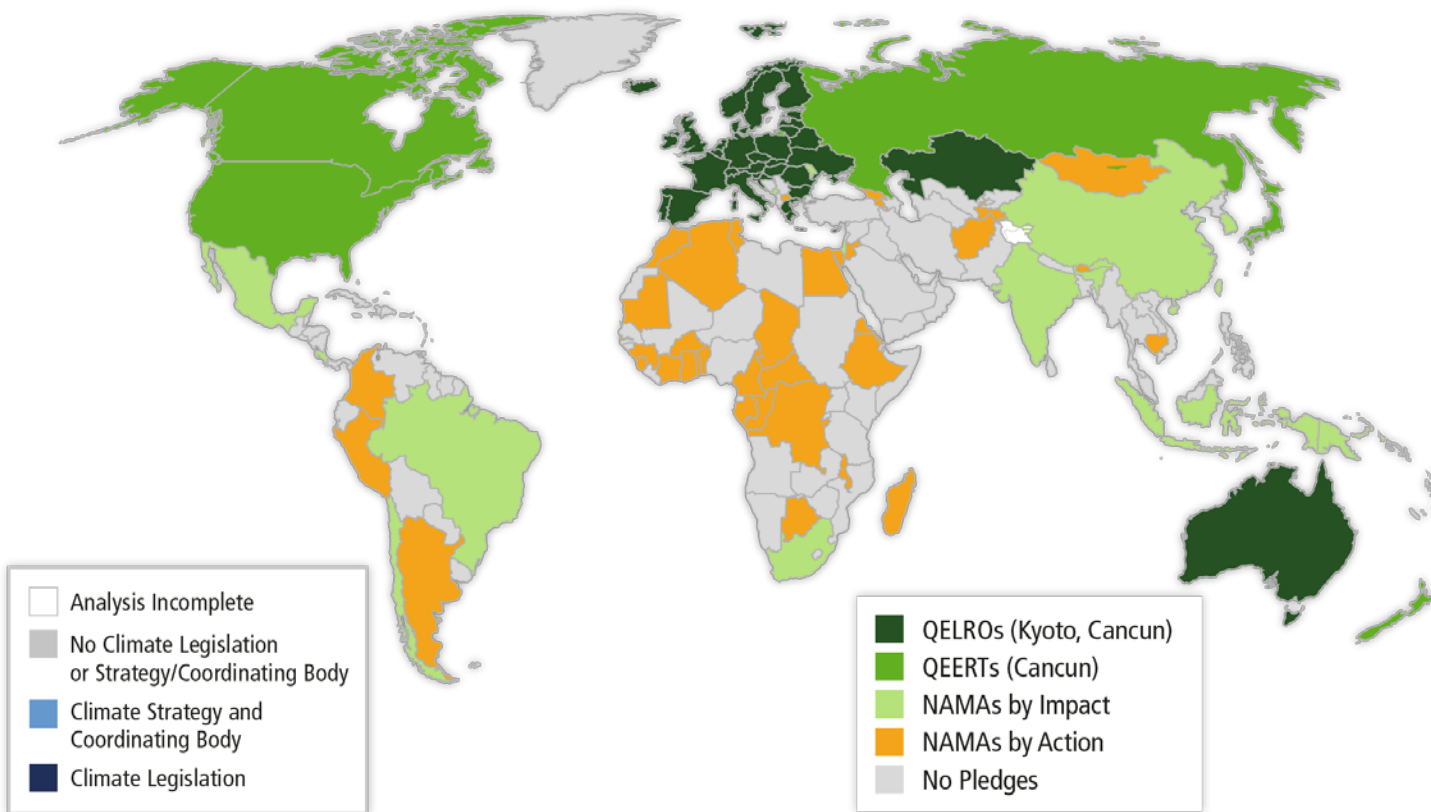 Analysis Incomplete
No Climate Legislation
or Strategy/Coordinating Body
Climate Strategy and
Coordinating Body
Climate Legislation
QELROs (Kyoto, Cancun)
QEERTs (Cancun)
NAMAs by Impact
NAMAs by Action
No Pledges